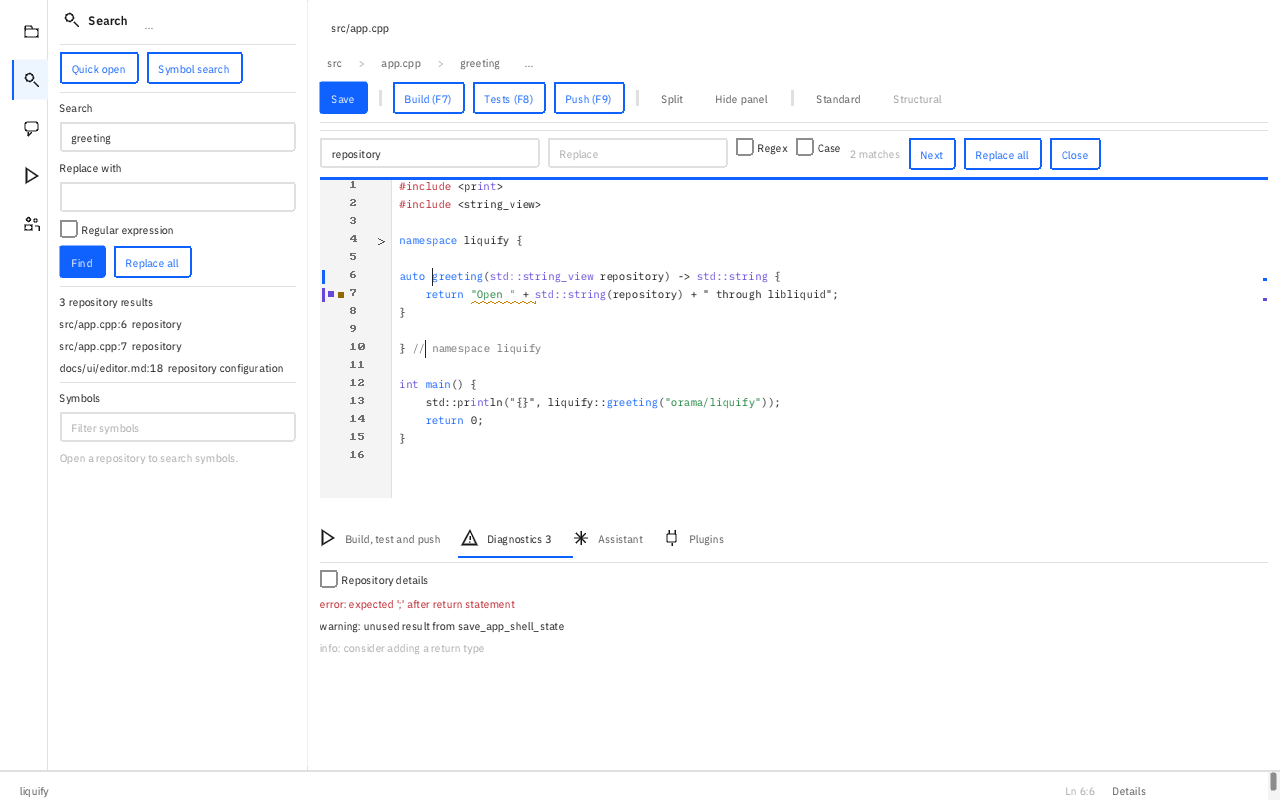 Search
...
Quick open
Symbol search
Search
greeting
Replace with
Regular expression
Find
Replace all
3 repository results
src/app.cpp:6 repository
src/app.cpp:7 repository
docs/ui/editor.md:18 repository configuration
Symbols
Filter symbols
Open a repository to search symbols.
src/app.cpp
src > app.cpp > greeting ...
Save Build (F7) Tests (F8) Push (F9) Split Hide panel Standard Structural
repository Replace Regex Case 2 matches Next Replace all Close
1 #include <print>
2 #include <string_view>
3
4 > namespace liquify {
5
6 auto greeting(std::string_view repository) -> std::string {
7 return "Open " + std::string(repository) + " through libliquid";
8 }
9
10 } // namespace liquify
11
12 int main() {
13 std::println("{}", liquify::greeting("orama/liquify"));
14 return 0;
15 }
16
Build, test and push Diagnostics 3 Assistant Plugins
Repository details
error: expected ';' after return statement
warning: unused result from save_app_shell_state
info: consider adding a return type
liquify Ln 6:6 Details